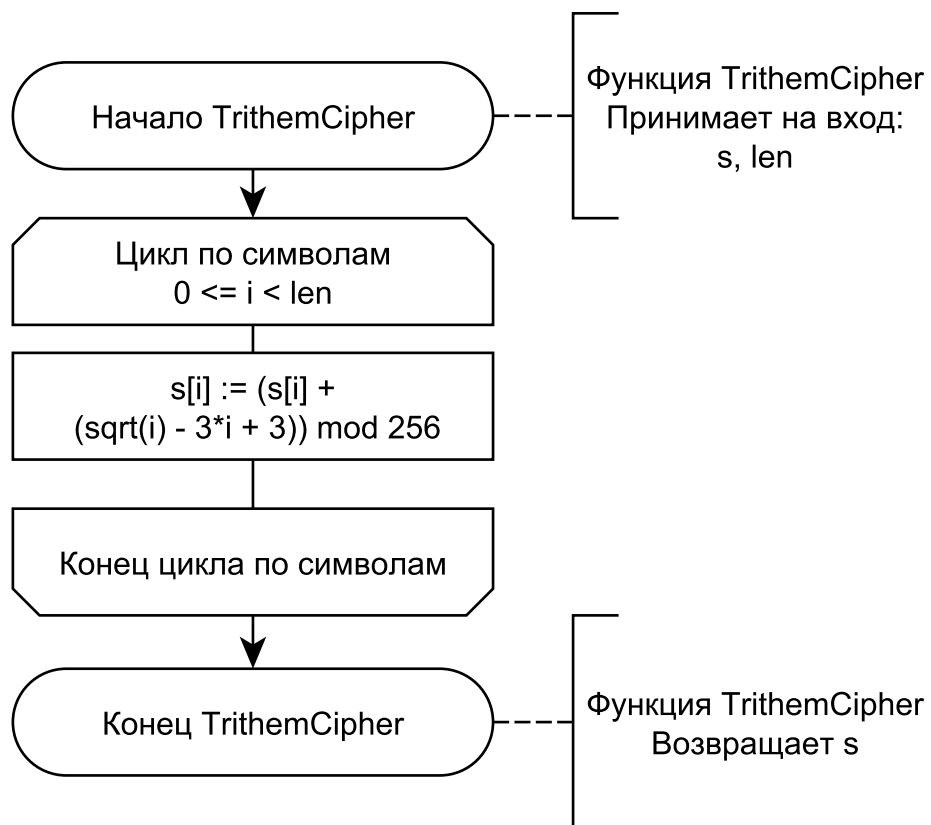 Начало TrithemCipher
Функция TrithemCipher
Принимает на вход:
s, len
Цикл по символам
0 <= i < len
s[i] := (s[i] +
(sqrt(i) - 3*i + 3)) mod 256
Конец цикла по символам
Конец TrithemCipher
Функция TrithemCipher
Возвращает s